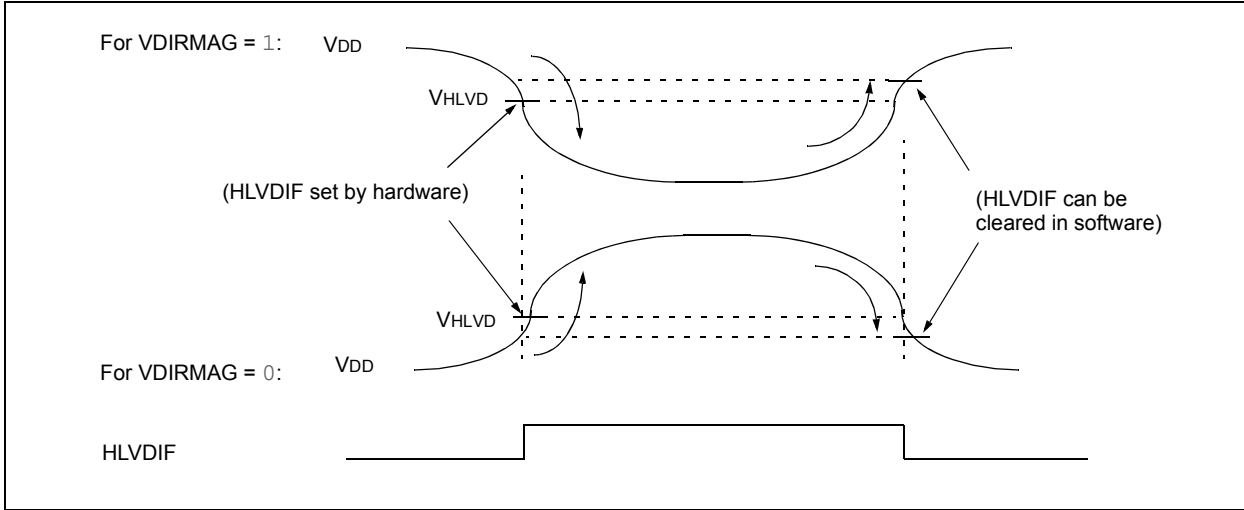 For VDIRMAG = 1: VDD
VHLVD
(HLVDIF set by hardware)
(HLVDIF can be
cleared in software)
VHLVD
For VDIRMAG = 0: VDD
HLVDIF